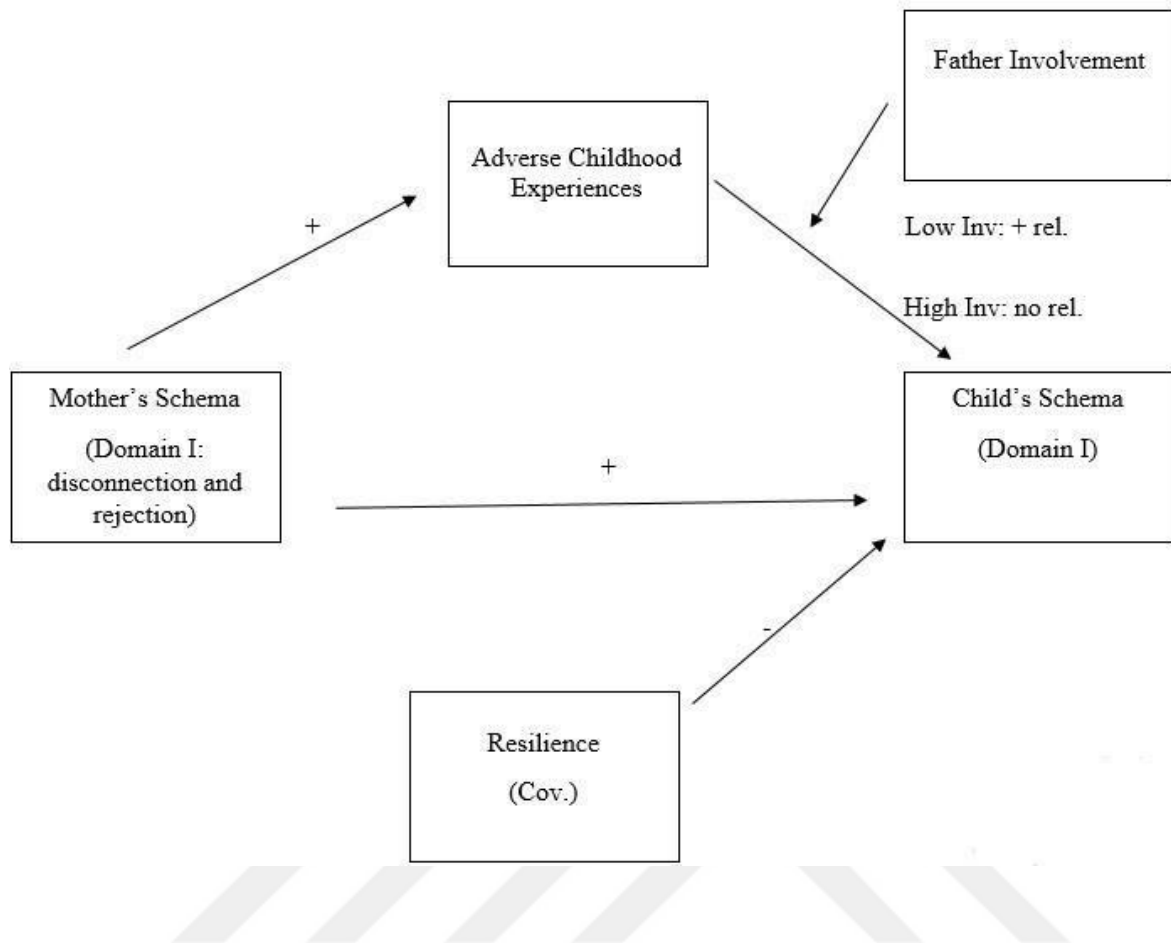 Father Involvement
Adverse Childhood
Experiences
+
Low Inv: + rel.
High Inv: no rel.
Mother’s Schema
(Domain I:
disconnection and
rejection)
Child’s Schema
(Domain I)
+
-
Resilience
(Cov.)